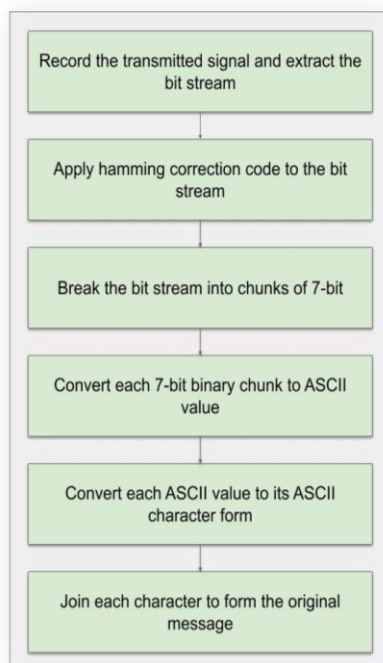 Record the transmitted signal and extract the
bit stream
Apply hamming correction code to the bit
stream
Break the bit stream into chunks of 7-bit
Convert each 7-bit binary chunk to ASCII
value
Convert each ASCII value to its ASCII
character form
Join each character to form the original
message